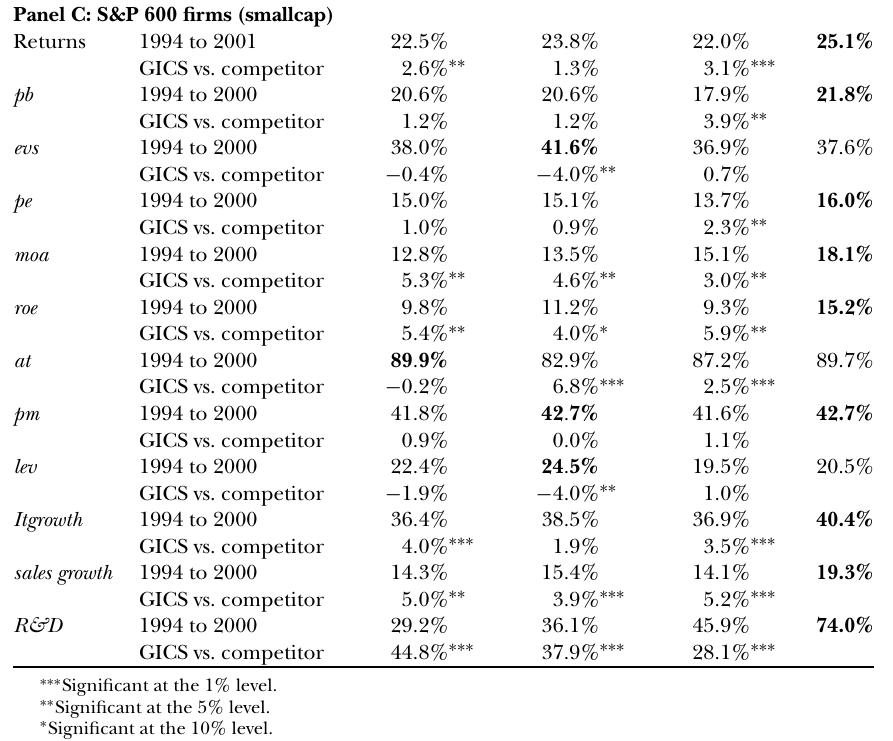 Panel C: S&P 600 firms (smallcap)
Returns 1994 to 2001 22.5% 23.8% 22.0% 25.1%
GICS vs. competitor 2.6%** 1.3% 3.1%***
pb 1994 to 2000 20.6% 20.6% 17.9% 21.8%
GICS vs. competitor 1.2% 1.2% 3.9%**
evs 1994 to 2000 38.0% 41.6% 36.9% 37.6%
GICS vs. competitor −0.4% −4.0%** 0.7%
pe 1994 to 2000 15.0% 15.1% 13.7% 16.0%
GICS vs. competitor 1.0% 0.9% 2.3%**
moa 1994 to 2000 12.8% 13.5% 15.1% 18.1%
GICS vs. competitor 5.3%** 4.6%** 3.0%**
roe 1994 to 2000 9.8% 11.2% 9.3% 15.2%
GICS vs. competitor 5.4%** 4.0%* 5.9%**
at 1994 to 2000 89.9% 82.9% 87.2% 89.7%
GICS vs. competitor −0.2% 6.8%*** 2.5%***
pm 1994 to 2000 41.8% 42.7% 41.6% 42.7%
GICS vs. competitor 0.9% 0.0% 1.1%
lev 1994 to 2000 22.4% 24.5% 19.5% 20.5%
GICS vs. competitor −1.9% −4.0%** 1.0%
Itgrowth 1994 to 2000 36.4% 38.5% 36.9% 40.4%
GICS vs. competitor 4.0%*** 1.9% 3.5%***
sales growth 1994 to 2000 14.3% 15.4% 14.1% 19.3%
GICS vs. competitor 5.0%** 3.9%*** 5.2%***
R&D 1994 to 2000 29.2% 36.1% 45.9% 74.0%
GICS vs. competitor 44.8%*** 37.9%*** 28.1%***
***Significant at the 1% level.
**Significant at the 5% level.
*Significant at the 10% level.